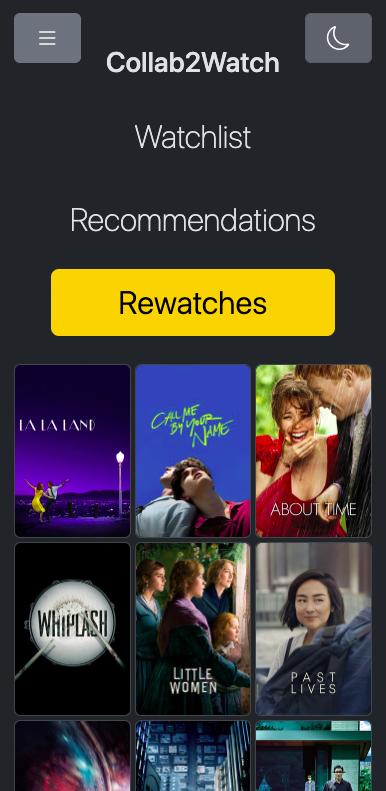 Collab2Watch
Watchlist
Recommendations
Rewatches
LA LA LAND
CALL ME
BY YOUR
NAME
ABOUT TIME
WHIPLASH
LITTLE
WOMEN
PAST
LIVES